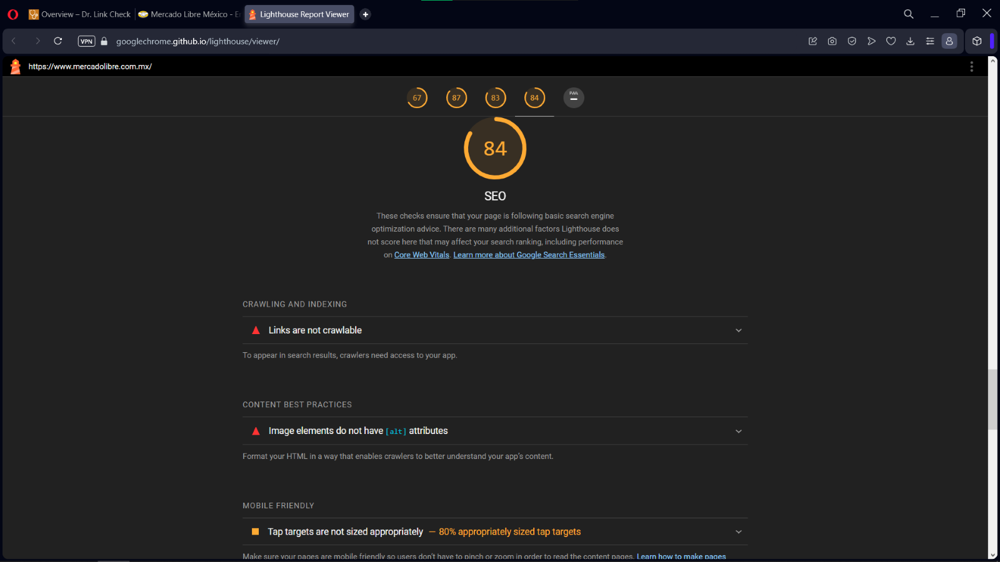 Overview – Dr. Link Check
Mercado Libre México - E
Lighthouse Report Viewer
VPN
googlechrome.github.io/lighthouse/viewer/
https://www.mercadolibre.com.mx/
67
87
83
84
PWA
84
SEO
These checks ensure that your page is following basic search engine
optimization advice. There are many additional factors Lighthouse does
not score here that may affect your search ranking, including performance
on Core Web Vitals. Learn more about Google Search Essentials.
CRAWLING AND INDEXING
Links are not crawlable
To appear in search results, crawlers need access to your app.
CONTENT BEST PRACTICES
Image elements do not have [alt] attributes
Format your HTML in a way that enables crawlers to better understand your app’s content.
MOBILE FRIENDLY
Tap targets are not sized appropriately — 80% appropriately sized tap targets
Make sure your pages are mobile friendly so users don’t have to pinch or zoom in order to read the content pages. Learn how to make pages